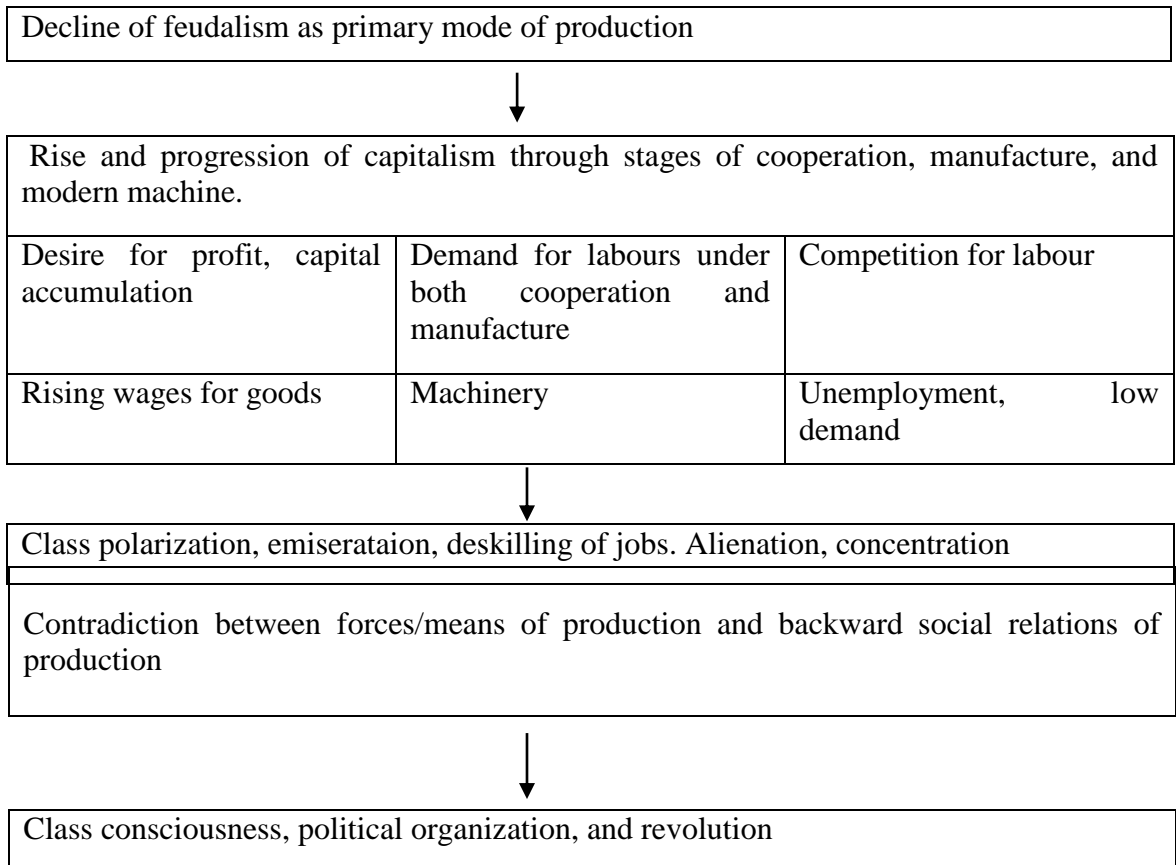 Decline of feudalism as primary mode of production
Rise and progression of capitalism through stages of cooperation, manufacture, and
modern machine.
Desire for profit, capital
accumulation
Demand for labours under
both cooperation and
manufacture
Competition for labour
Rising wages for goods
Machinery
Unemployment, low
demand
Class polarization, emiserataion, deskilling of jobs. Alienation, concentration
Contradiction between forces/means of production and backward social relations of
production
Class consciousness, political organization, and revolution